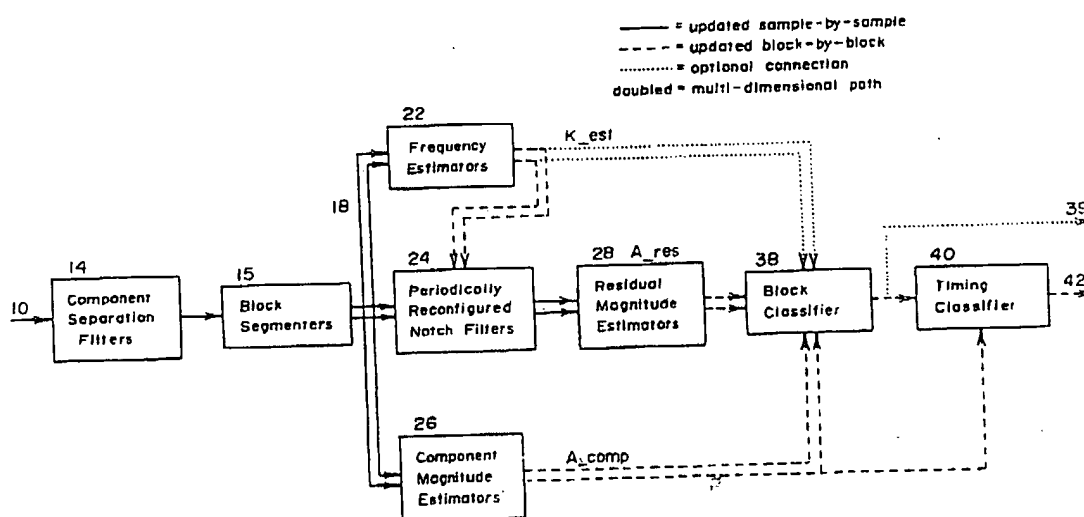 = updated sample-by-sample
= updated block-by-block
= optional connection
doubled = multi-dimensional path
22
Frequency
Estimators
K_est
18
14
Component
Separation
Filters
10
15
Block
Segmenters
24
Periodically
Reconfigured
Notch Filters
28
A_res
Residual
Magnitude
Estimators
38
Block
Classifier
39
40
Timing
Classifier
42
26
Component
Magnitude
Estimators
A_comp